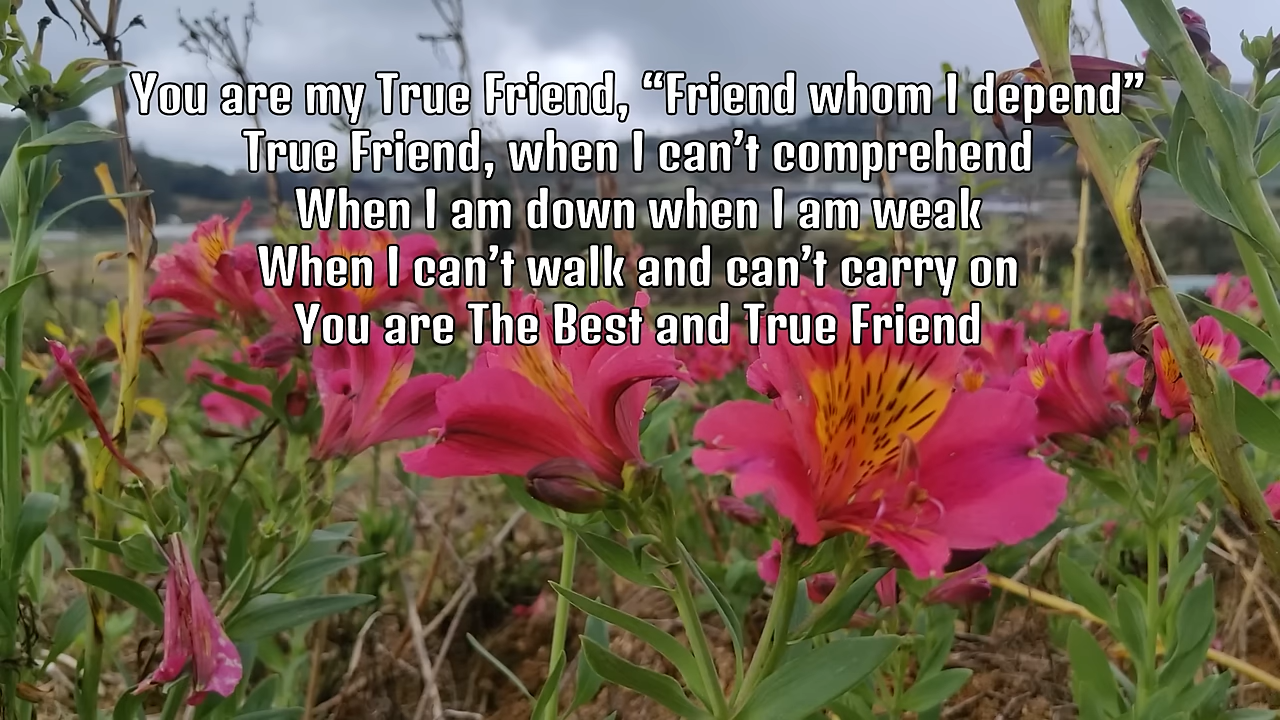 You are my True Friend, “Friend whom I depend”
True Friend, when I can’t comprehend
When I am down when I am weak
When I can’t walk and can’t carry on
You are The Best and True Friend